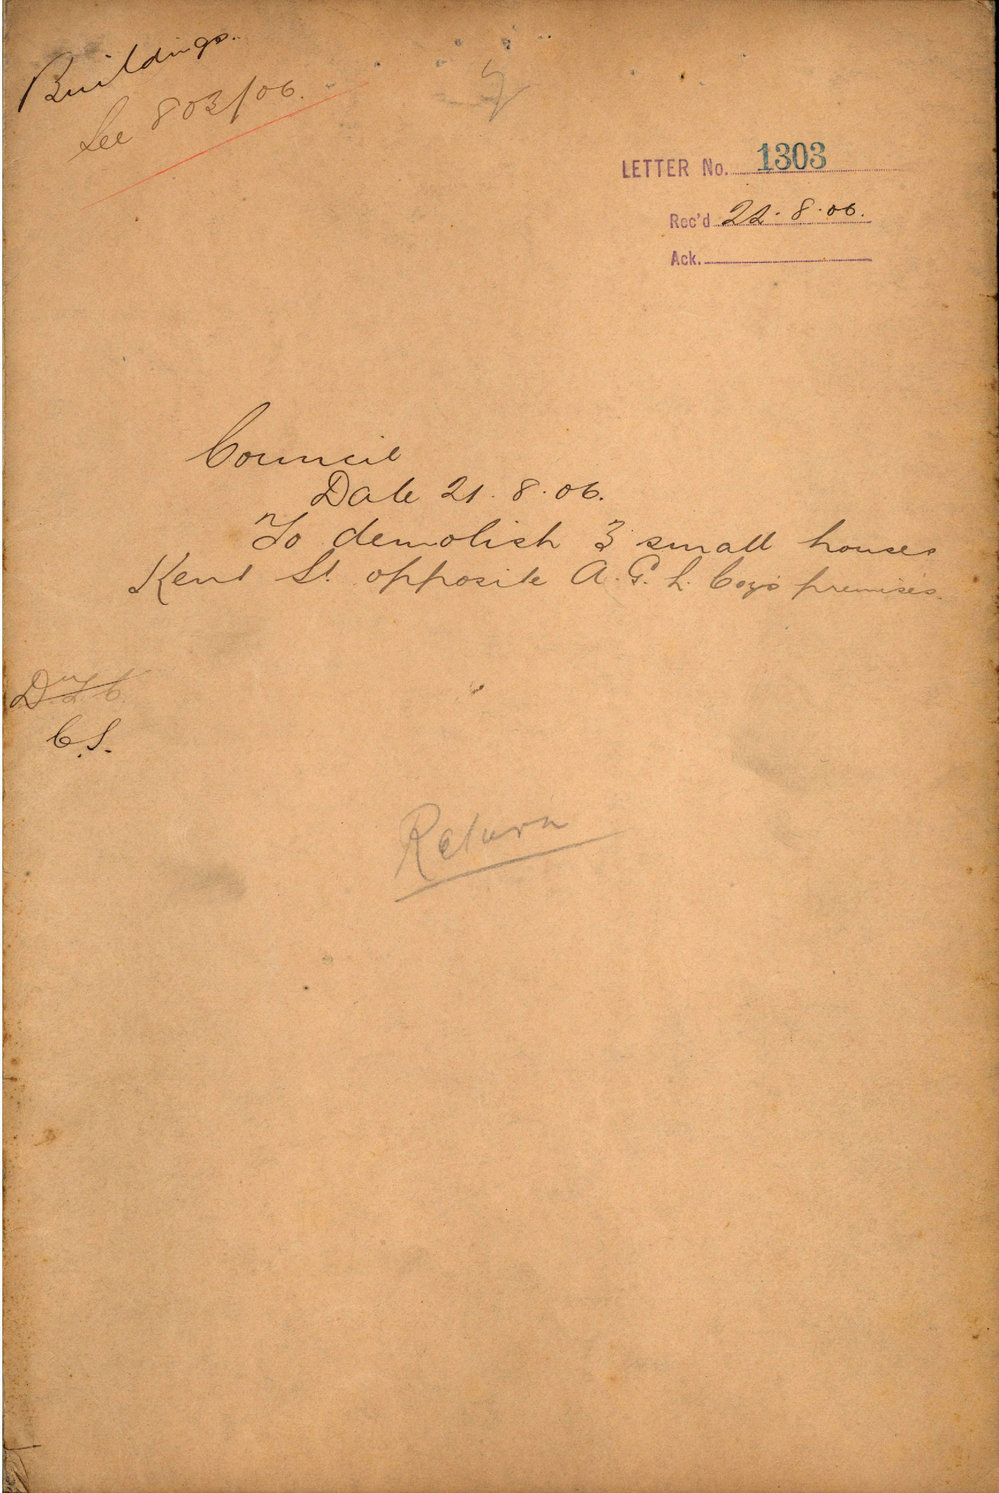 Buildings.
See 803/06.
LETTER No. 1303
Rec'd 22.8.06.
Ack.
Council
Date 21.8.06.
To demolish 3 small houses
Kent St. opposite A.G.L. Coy's premises.
C.S.
Return